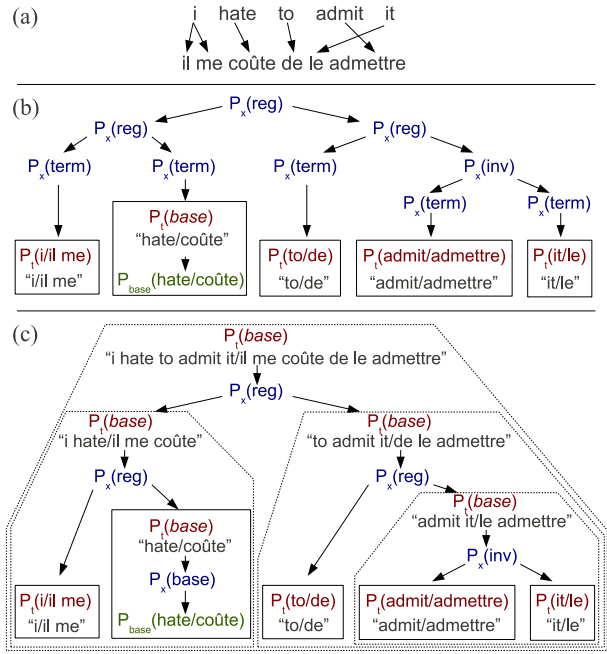 (a)
i hate to admit it
il me coûte de le admettre
(b)
Pₓ(reg)
Pₓ(reg) Pₓ(reg)
Pₓ(term) Pₓ(term) Pₓ(term) Pₓ(inv)
Pₓ(term) Pₓ(term)
Pₜ(base)
"hate/coûte"
P_base(hate/coûte)
Pₜ(i/il me) Pₜ(to/de) Pₜ(admit/admettre) Pₜ(it/le)
"i/il me" "to/de" "admit/admettre" "it/le"
(c)
Pₜ(base)
"i hate to admit it/il me coûte de le admettre"
Pₓ(reg)
Pₜ(base) Pₜ(base)
"i hate/il me coûte" "to admit it/de le admettre"
Pₓ(reg) Pₓ(reg)
Pₜ(base)
"admit it/le admettre"
Pₜ(base)
"hate/coûte"
Pₓ(inv)
Pₓ(base)
Pₜ(i/il me) Pₜ(to/de) Pₜ(admit/admettre) Pₜ(it/le)
"i/il me" P_base(hate/coûte) "to/de" "admit/admettre" "it/le"